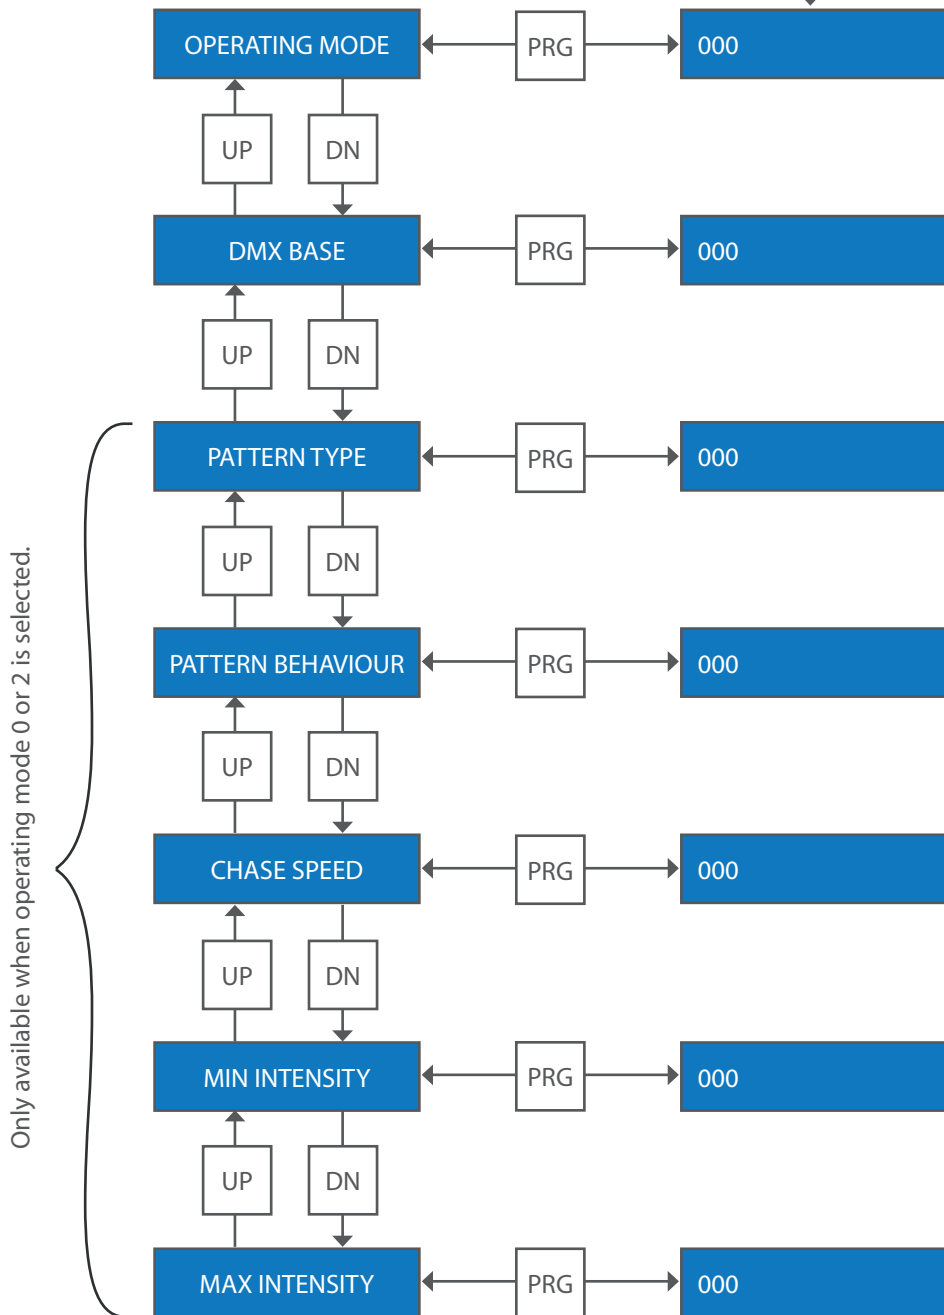 OPERATING MODE PRG 000
UP DN
DMX BASE PRG 000
UP DN
PATTERN TYPE PRG 000
UP DN
PATTERN BEHAVIOUR PRG 000
UP DN
CHASE SPEED PRG 000
UP DN
MIN INTENSITY PRG 000
UP DN
MAX INTENSITY PRG 000
Only available when operating mode 0 or 2 is selected.